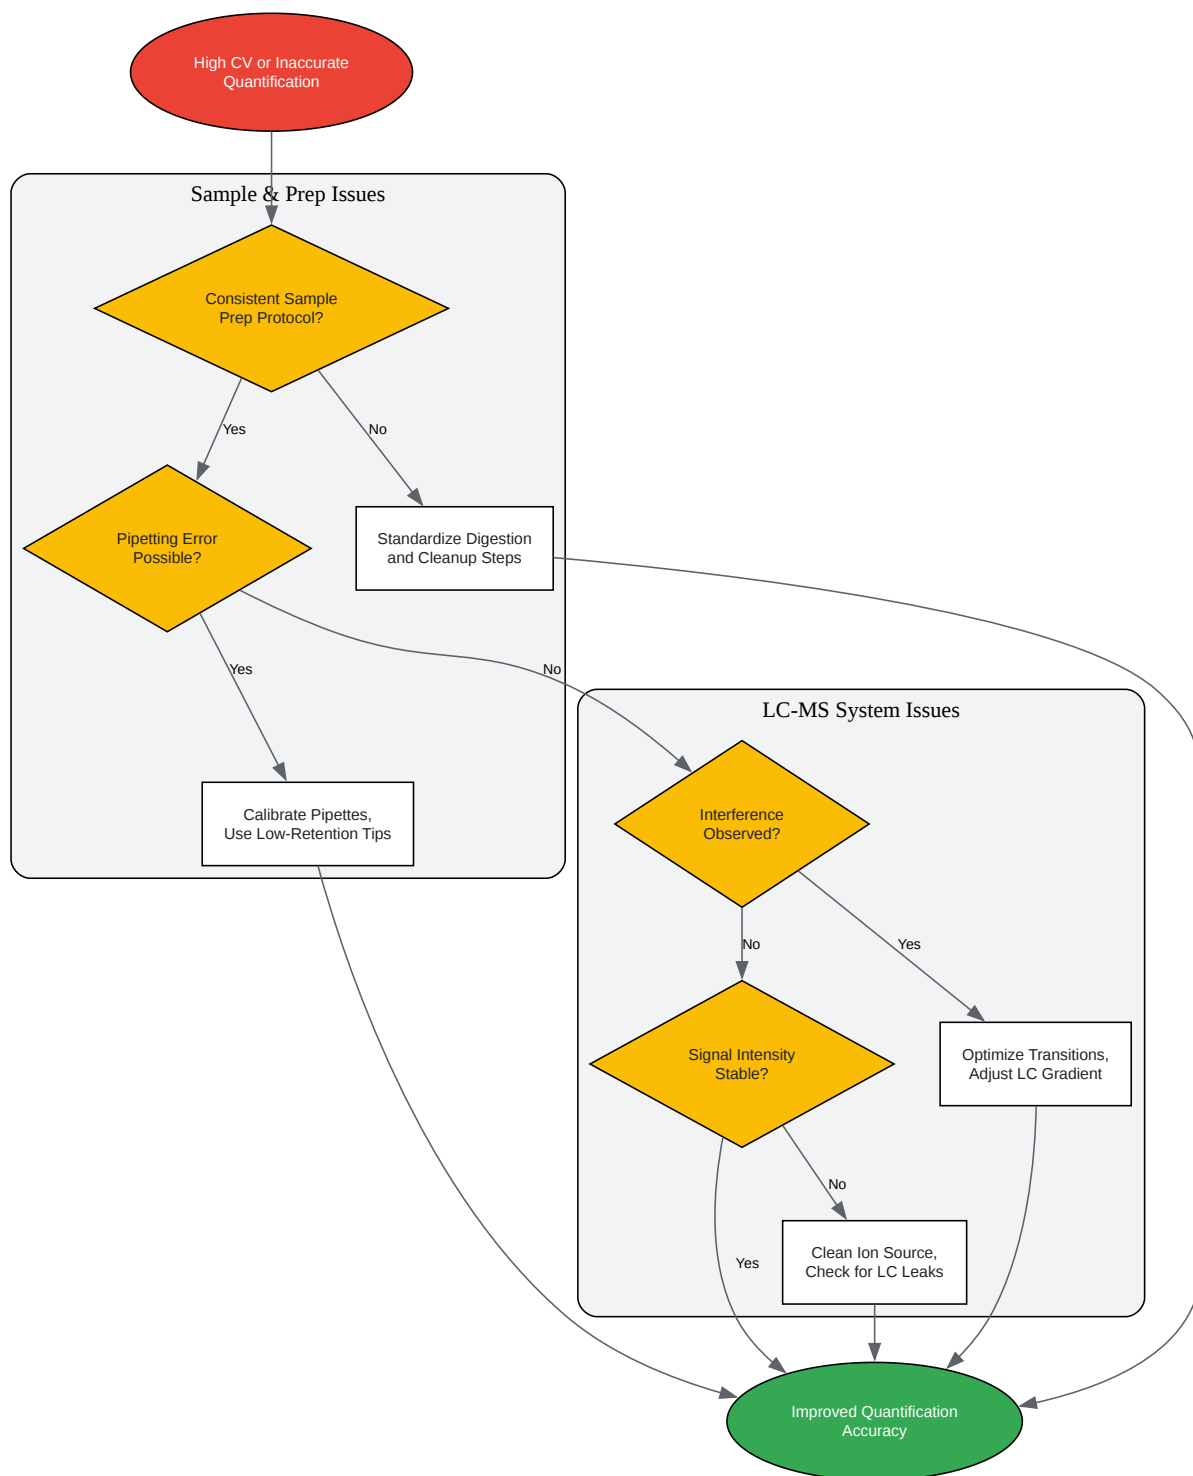 High CV or Inaccurate
Quantification
Sample & Prep Issues
Consistent Sample
Prep Protocol?
Yes
No
Pipetting Error
Possible?
Standardize Digestion
and Cleanup Steps
Yes
No
Calibrate Pipettes,
Use Low-Retention Tips
LC-MS System Issues
Interference
Observed?
No
Yes
Signal Intensity
Stable?
Optimize Transitions,
Adjust LC Gradient
No
Yes
Clean Ion Source,
Check for LC Leaks
Improved Quantification
Accuracy